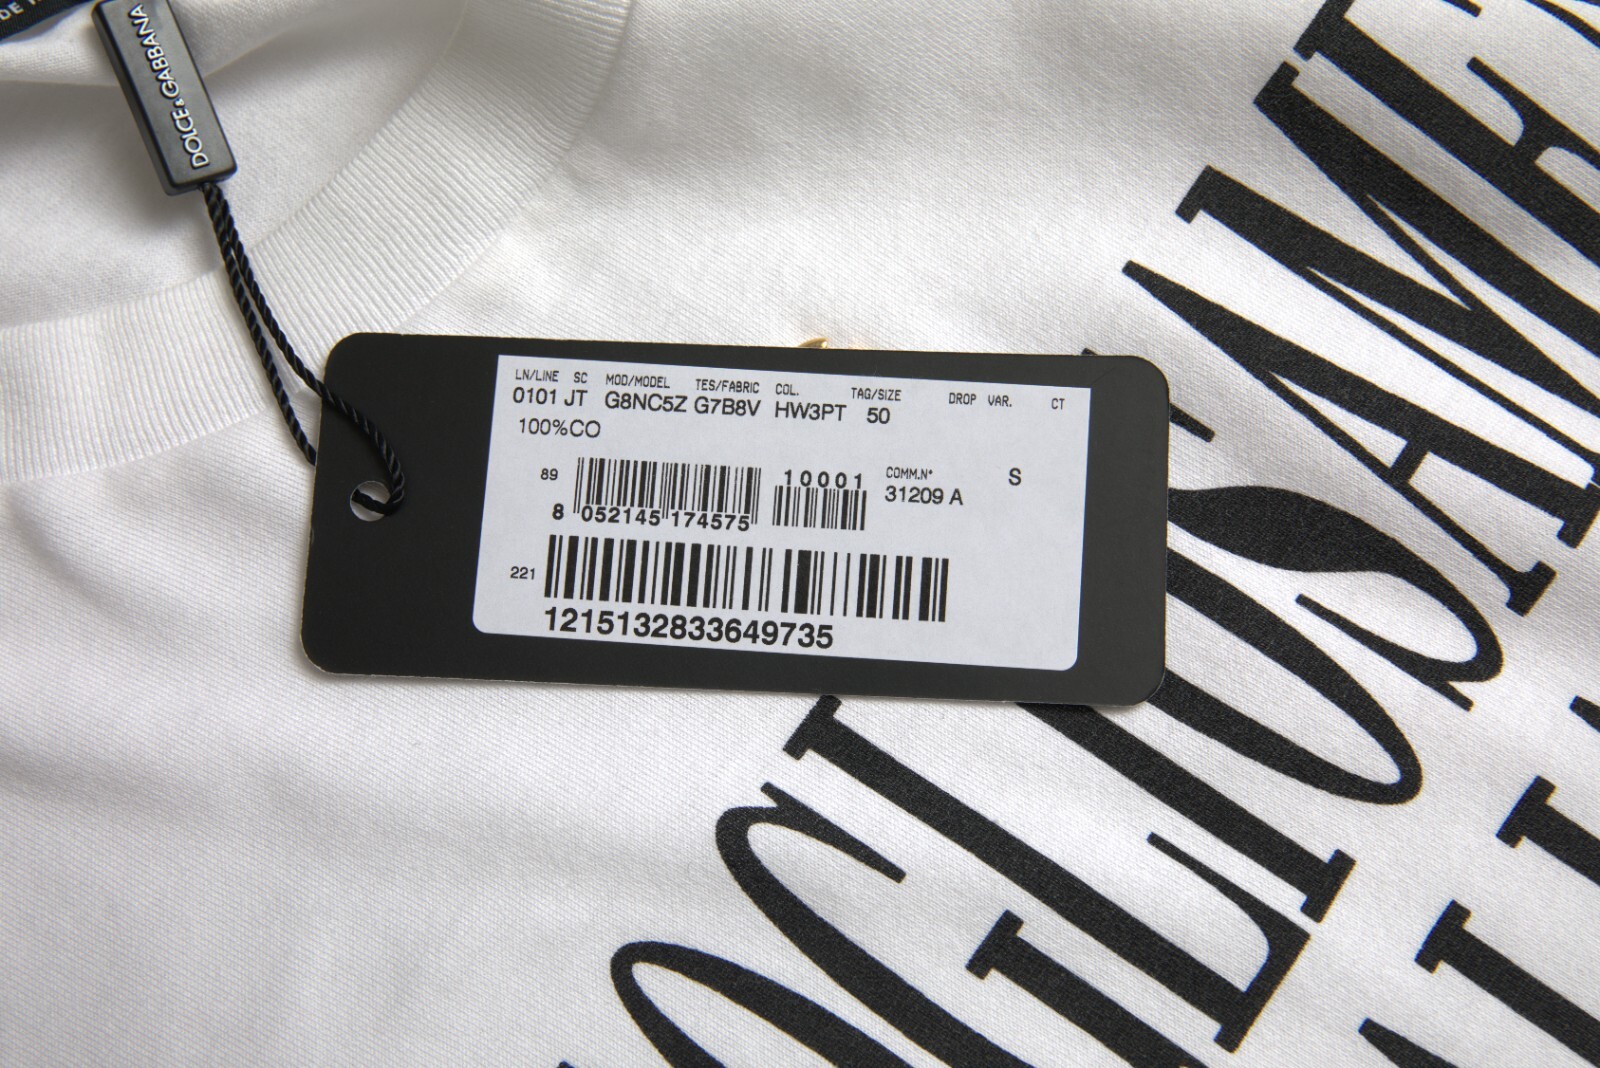 DOLCE&GABBANA
LN/LINE SC MOD/MODEL TES/FABRIC COL. TAG/SIZE DROP VAR. CT
0101 JT G8NC5Z G7B8V HW3PT 50
100%CO
89 10001 COMM.N° S
8 052145 174575 31209 A
221
1215132833649735